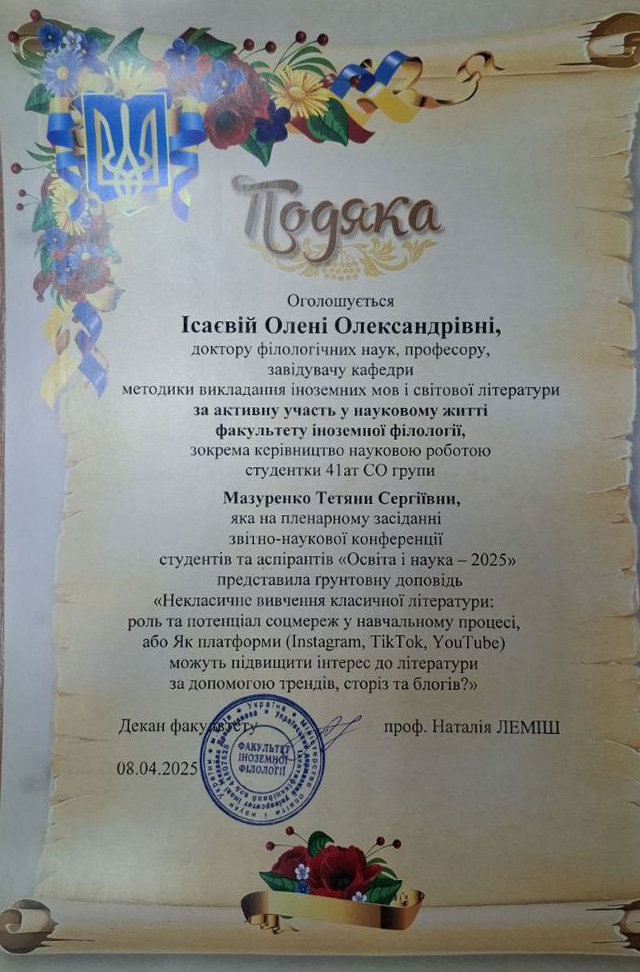 Подяка
Оголошується
Ісаєвій Олені Олександрівні,
доктору філологічних наук, професору,
завідувачу кафедри
методики викладання іноземних мов і світової літератури
за активну участь у науковому житті
факультету іноземної філології,
зокрема керівництво науковою роботою
студентки 41ат СО групи
Мазуренко Тетяни Сергіївни,
яка на пленарному засіданні
звітно-наукової конференції
студентів та аспірантів «Освіта і наука – 2025»
представила ґрунтовну доповідь
«Некласичне вивчення класичної літератури:
роль та потенціал соцмереж у навчальному процесі,
або Як платформи (Instagram, TikTok, YouTube)
можуть підвищити інтерес до літератури
за допомогою трендів, сторіз та блогів?»
Декан факультету проф. Наталія ЛЕМІШ
08.04.2025
ФАКУЛЬТЕТ
ІНОЗЕМНОЇ
ФІЛОЛОГІЇ